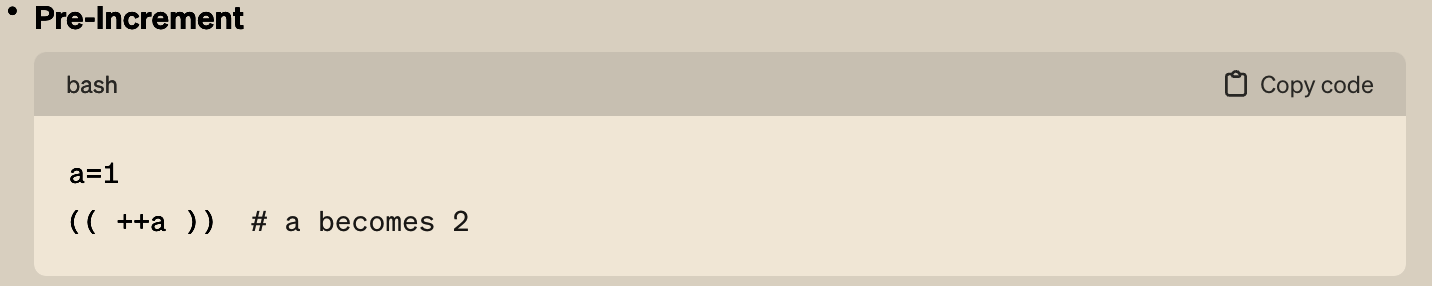 • Pre-Increment
bash
Copy code
a=1
(( ++a ))  # a becomes 2